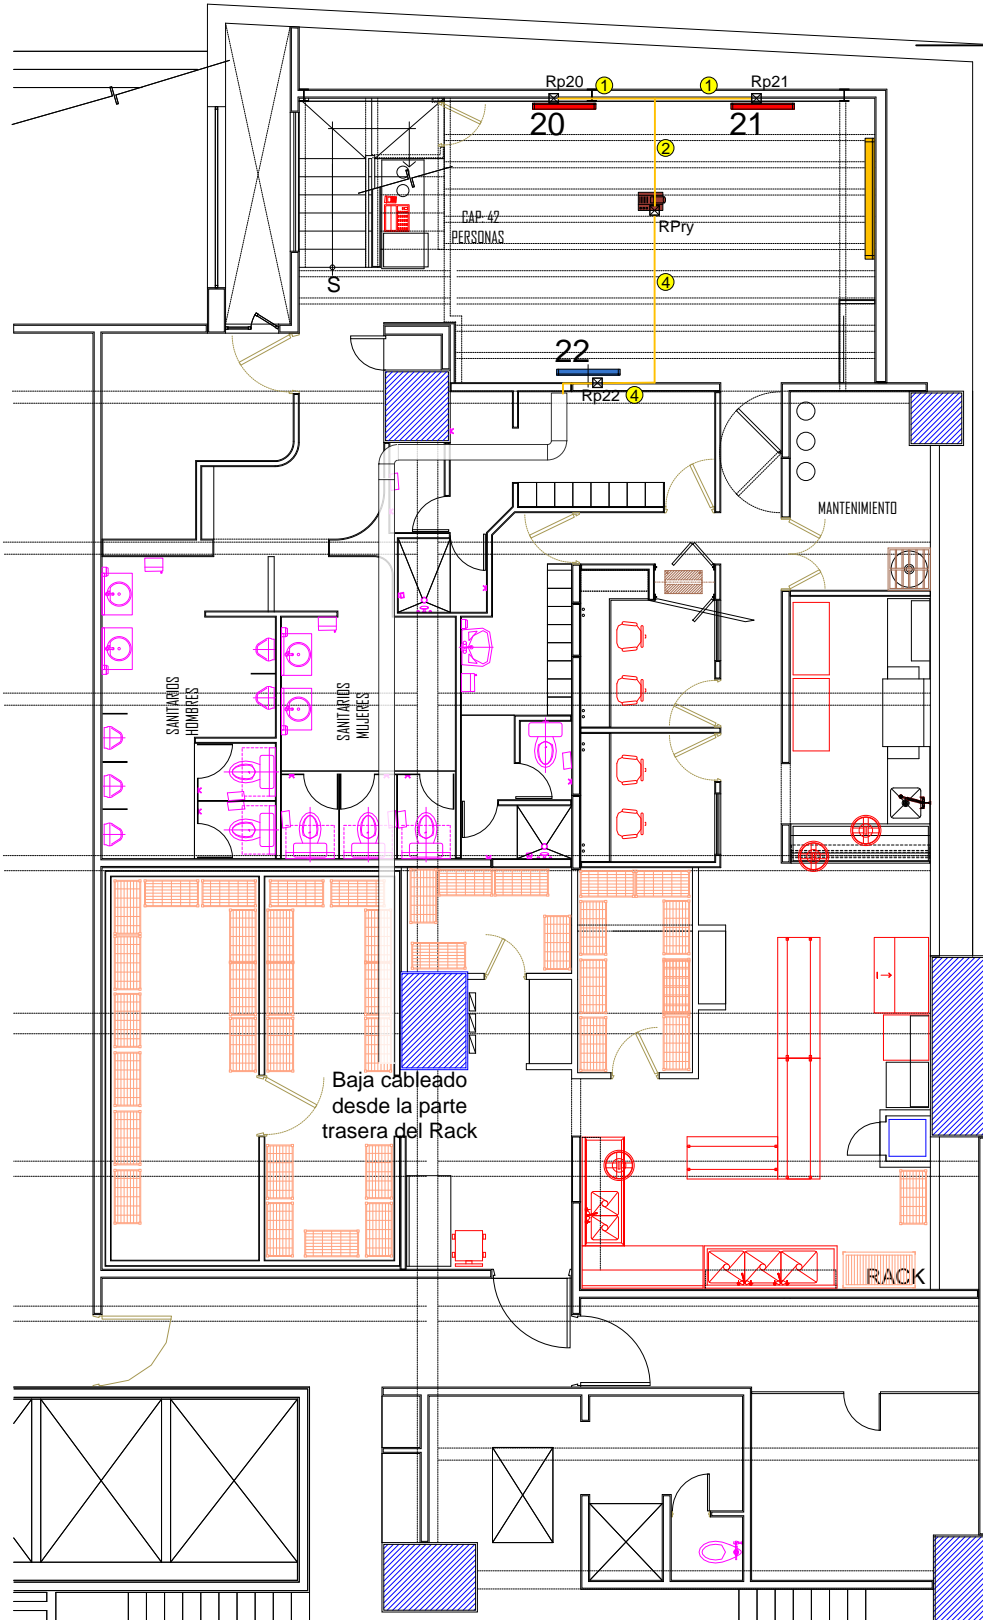 Rp20
1
1
Rp21
20
21
2
CAP: 42
PERSONAS
RPry
S
4
22
Rp22
4
MANTENIMIENTO
SANITARIOS
HOMBRES
SANITARIOS
MUJERES
Baja cableado
desde la parte
trasera del Rack
RACK